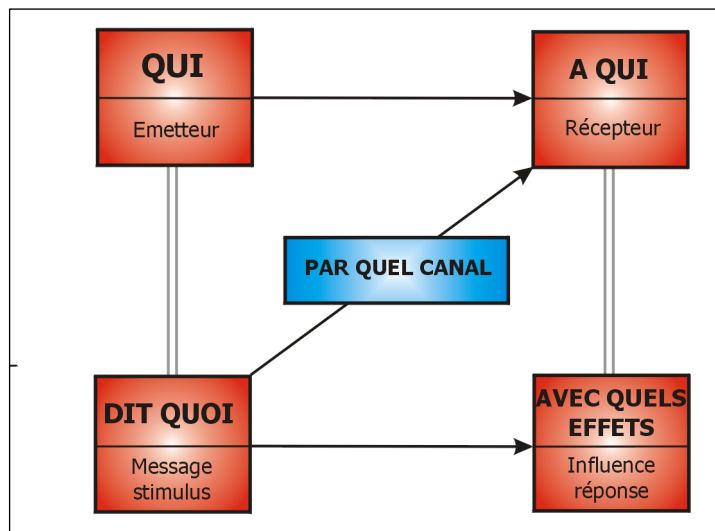 QUI
Emetteur
A QUI
Récepteur
PAR QUEL CANAL
DIT QUOI
Message
stimulus
AVEC QUELS
EFFETS
Influence
réponse